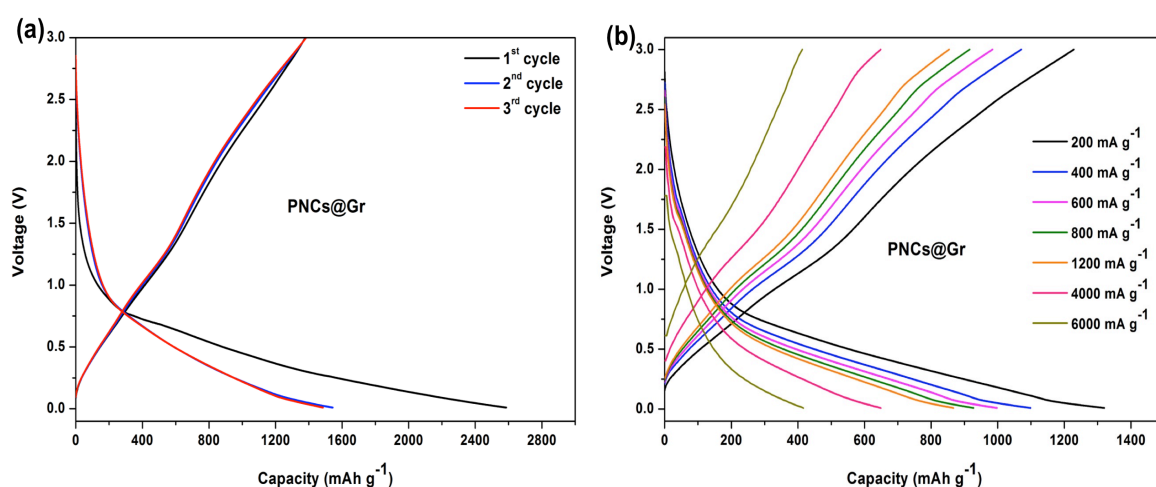 (a)
3.0
2.5
2.0
1.5
1.0
0.5
0.0
Voltage (V)
1st cycle
2nd cycle
3rd cycle
PNCs@Gr
0 400 800 1200 1600 2000 2400 2800
Capacity (mAh g-1)
(b)
3.0
2.5
2.0
1.5
1.0
0.5
0.0
Voltage (V)
200 mA g-1
400 mA g-1
600 mA g-1
800 mA g-1
1200 mA g-1
4000 mA g-1
6000 mA g-1
PNCs@Gr
0 200 400 600 800 1000 1200 1400
Capacity (mAh g-1)